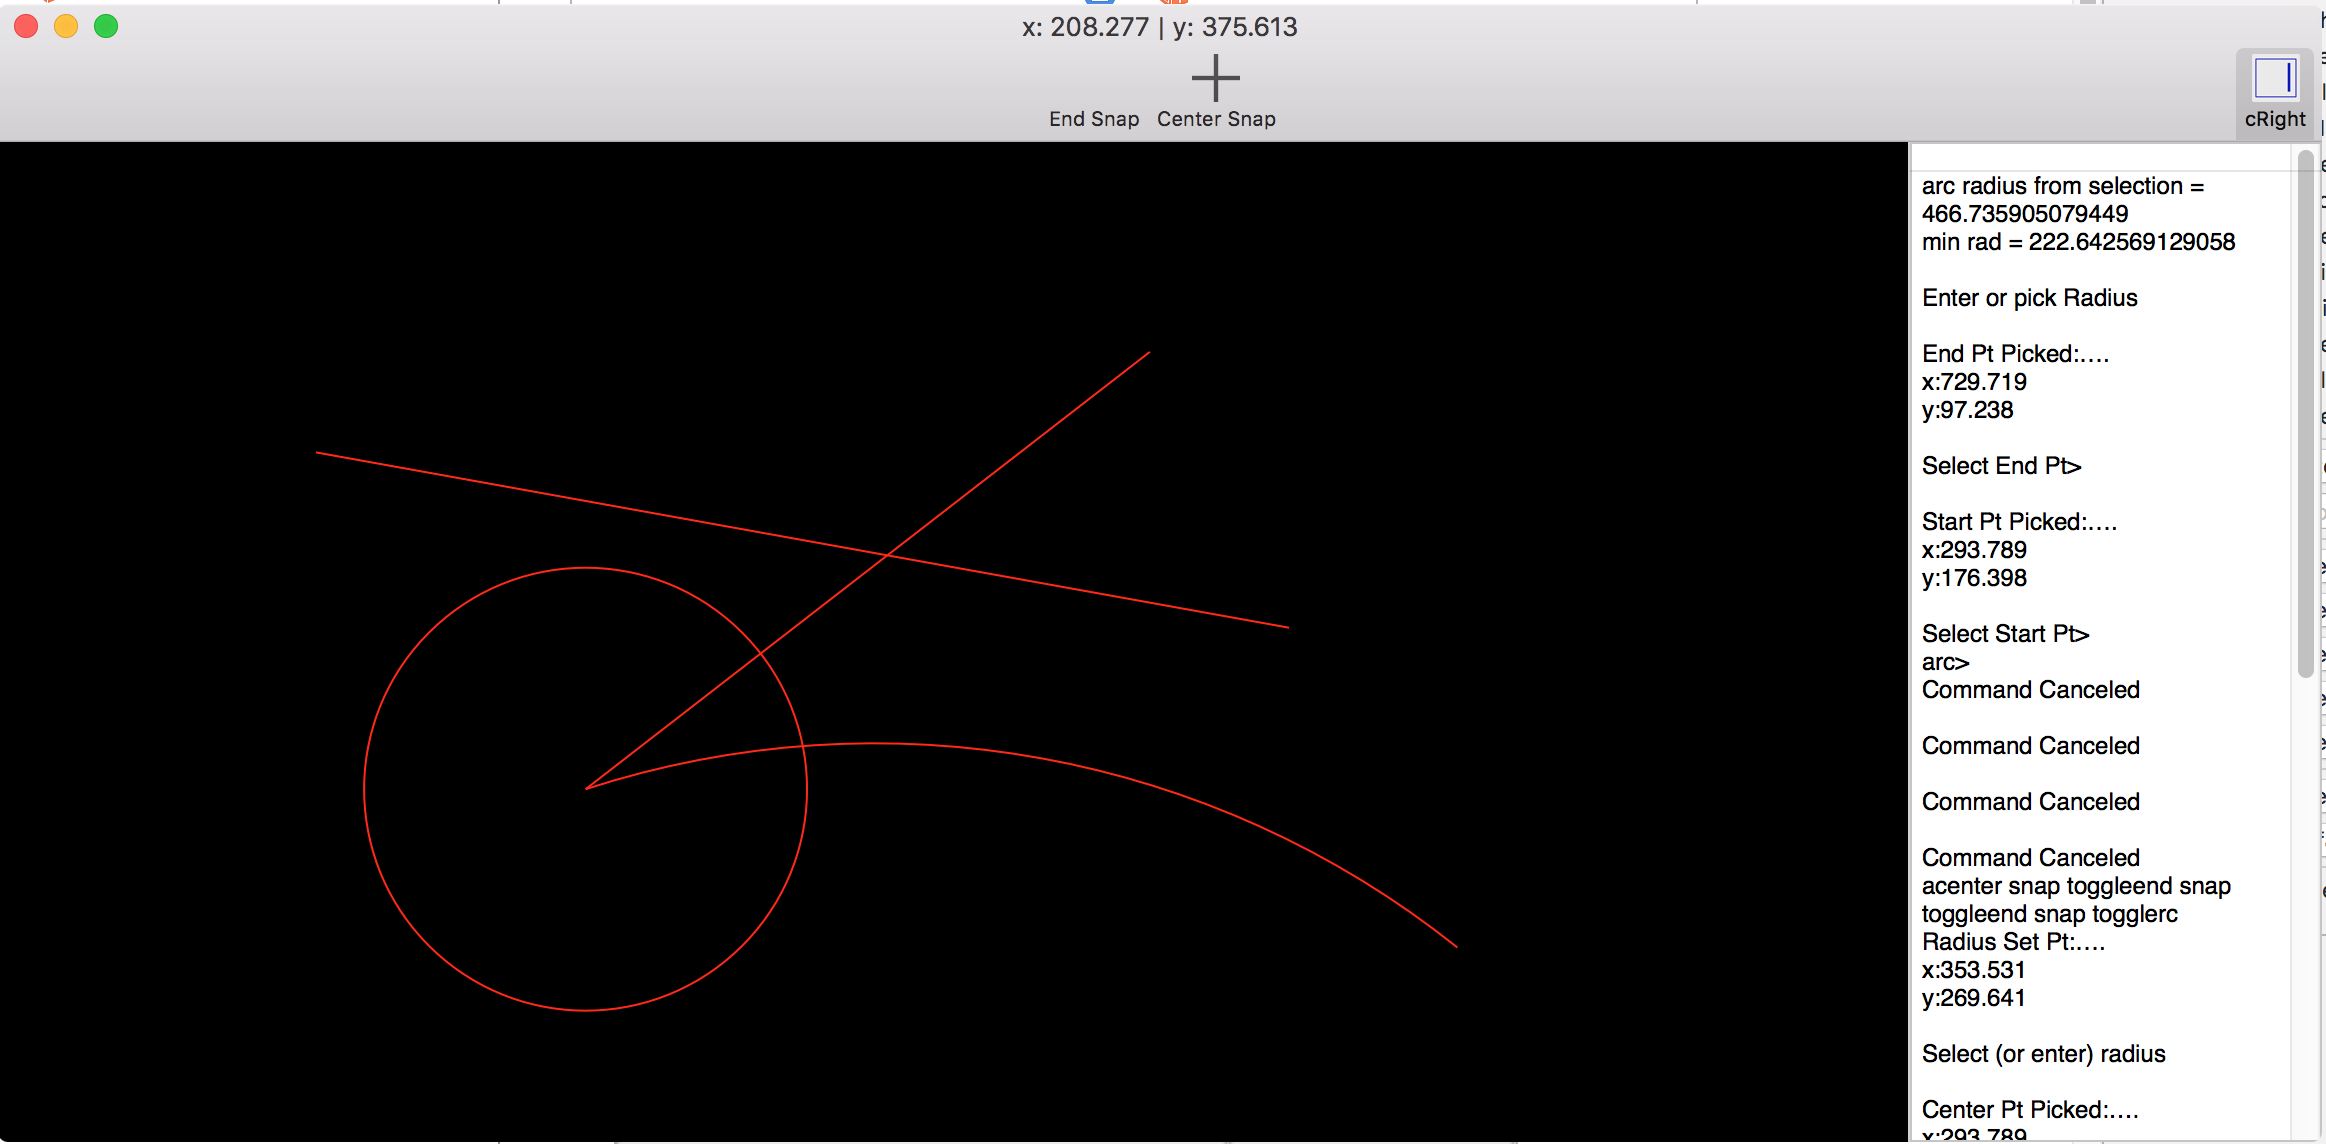 x: 208.277 | y: 375.613
End Snap Center Snap
cRight
arc radius from selection =
466.735905079449
min rad = 222.642569129058
Enter or pick Radius
End Pt Picked:....
x:729.719
y:97.238
Select End Pt>
Start Pt Picked:....
x:293.789
y:176.398
Select Start Pt>
arc>
Command Canceled
Command Canceled
Command Canceled
Command Canceled
acenter snap toggleend snap
toggleend snap togglerc
Radius Set Pt:....
x:353.531
y:269.641
Select (or enter) radius
Center Pt Picked:....
x:293.789